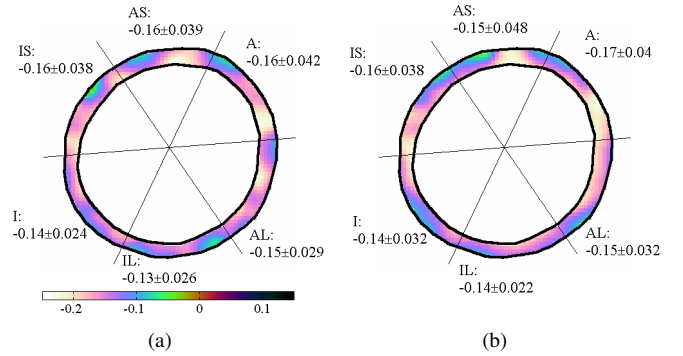 (a)
AS:
-0.16±0.039
A:
-0.16±0.042
IS:
-0.16±0.038
I:
-0.14±0.024
IL:
-0.13±0.026
AL:
-0.15±0.029
-0.2 -0.1 0 0.1
(a)
(b)
AS:
-0.15±0.048
A:
-0.17±0.04
IS:
-0.16±0.038
I:
-0.14±0.032
IL:
-0.14±0.022
AL:
-0.15±0.032
(b)